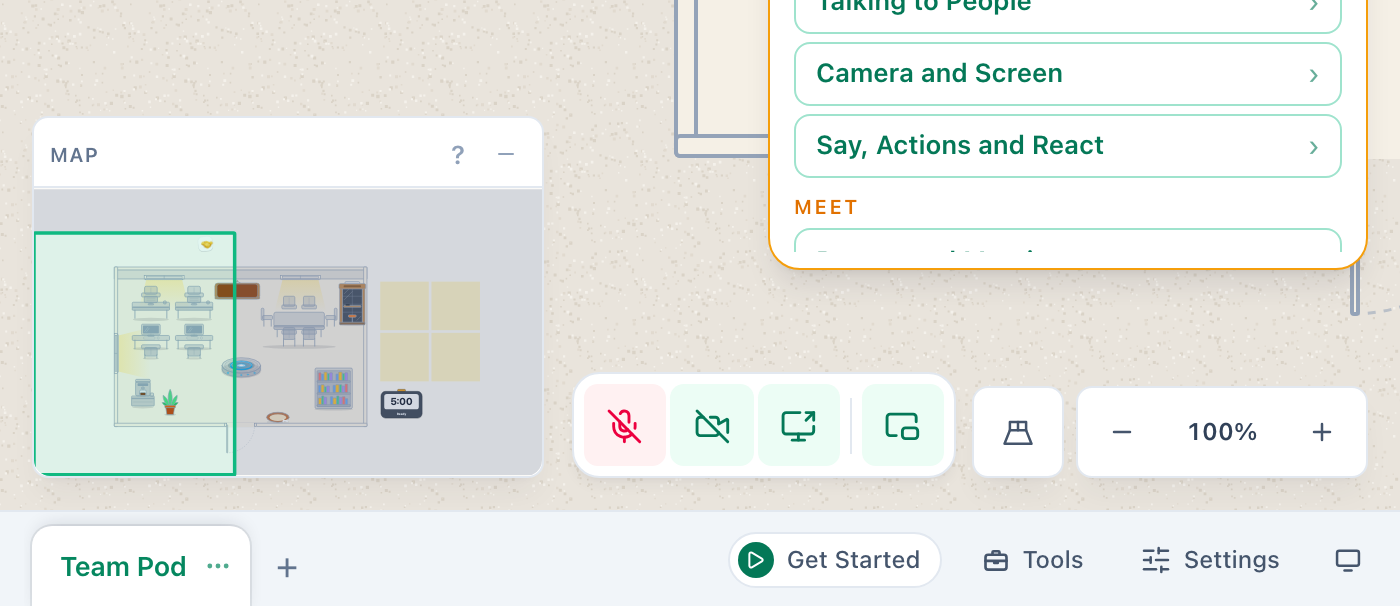 Talking to People
Camera and Screen
Say, Actions and React
MEET
MAP
?
5:00
100%
Team Pod
Get Started
Tools
Settings